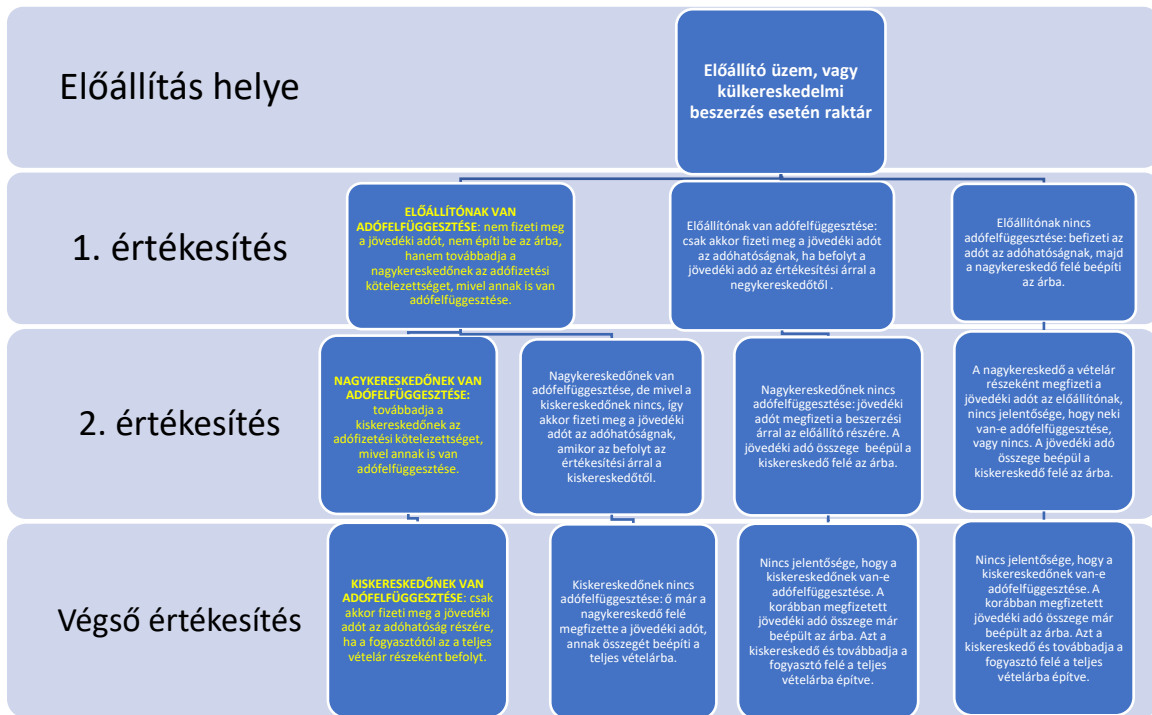 Előállítás helye
Előállító üzem, vagy
külkereskedelmi
beszerzés esetén raktár
1. értékesítés
ELŐÁLLÍTÓNAK VAN
ADÓFELFÜGGESZTÉSE: nem fizeti meg
a jövedéki adót, nem építi be az árba,
hanem továbbadja a
nagykereskedőnek az adófizetési
kötelezettséget, mivel annak is van
adófelfüggesztése.
Előállítónak van adófelfüggesztése:
csak akkor fizeti meg a jövedéki adót
az adóhatóságnak, ha befolyt a
jövedéki adó az értékesítési árral a
negykereskedőtől .
Előállítónak nincs
adófelfüggesztése: befizeti az
adót az adóhatóságnak, majd
a nagykereskedő felé beépíti
az árba.
2. értékesítés
NAGYKERESKEDŐNEK VAN
ADÓFELFÜGGESZTÉSE:
továbbadja a
kiskereskedőnek az
adófizetési kötelezettséget,
mivel annak is van
adófelfüggesztése.
Nagykereskedőnek van
adófelfüggesztése, de mivel a
kiskereskedőnek nincs, így
akkor fizeti meg a jövedéki
adót az adóhatóságnak,
amikor az befolyt az
értékesítési árral a
kiskereskedőtől.
Nagykereskedőnek nincs
adófelfüggesztése: jövedéki
adót megfizeti a beszerzési
árral az előállító részére. A
jövedéki adó összege beépül a
kiskereskedő felé az árba.
A nagykereskedő a vételár
részeként megfizeti a
jövedéki adót az előállítónak,
nincs jelentősége, hogy neki
van-e adófelfüggesztése,
vagy nincs. A jövedéki adó
összege beépül a
kiskereskedő felé az árba.
Végső értékesítés
KISKERESKEDŐNEK VAN
ADÓFELFÜGGESZTÉSE: csak
akkor fizeti meg a jövedéki
adót az adóhatóság részére,
ha a fogyasztótól az a teljes
vételár részeként befolyt.
Kiskereskedőnek nincs
adófelfüggesztése: ő már a
nagykereskedő felé
megfizette a jövedéki adót,
annak összegét beépíti a
teljes vételárba.
Nincs jelentősége, hogy a
kiskereskedőnek van-e
adófelfüggesztése. A
korábban megfizetett
jövedéki adó összege már
beépült az árba. Azt a
kiskereskedő és továbbadja a
fogyasztó felé a teljes
vételárba építve.
Nincs jelentősége, hogy a
kiskereskedőnek van-e
adófelfüggesztése. A
korábban megfizetett
jövedéki adó összege már
beépült az árba. Azt a
kiskereskedő és továbbadja a
fogyasztó felé a teljes
vételárba építve.